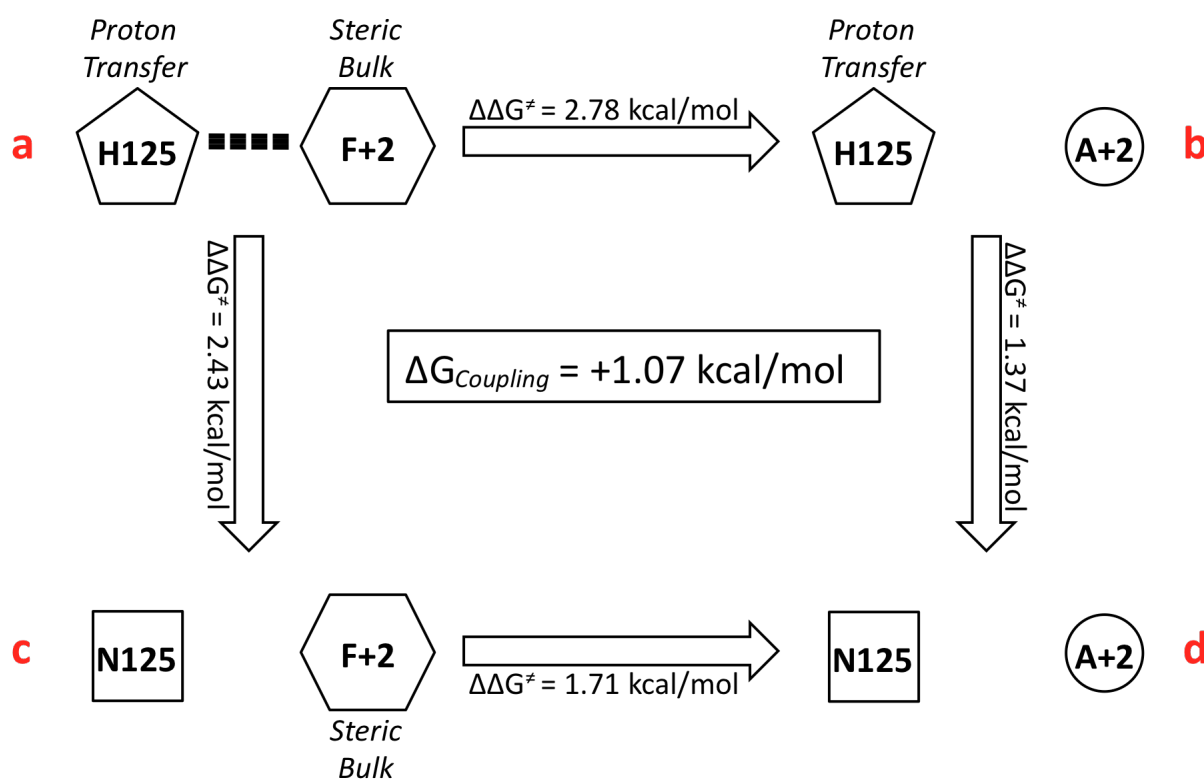 Proton
Transfer
Steric
Bulk
Proton
Transfer
a
H125
F+2
ΔΔG≠ = 2.78 kcal/mol
H125
A+2
b
ΔΔG≠ = 2.43 kcal/mol
ΔGCoupling = +1.07 kcal/mol
ΔΔG≠ = 1.37 kcal/mol
c
N125
F+2
ΔΔG≠ = 1.71 kcal/mol
N125
A+2
d
Steric
Bulk